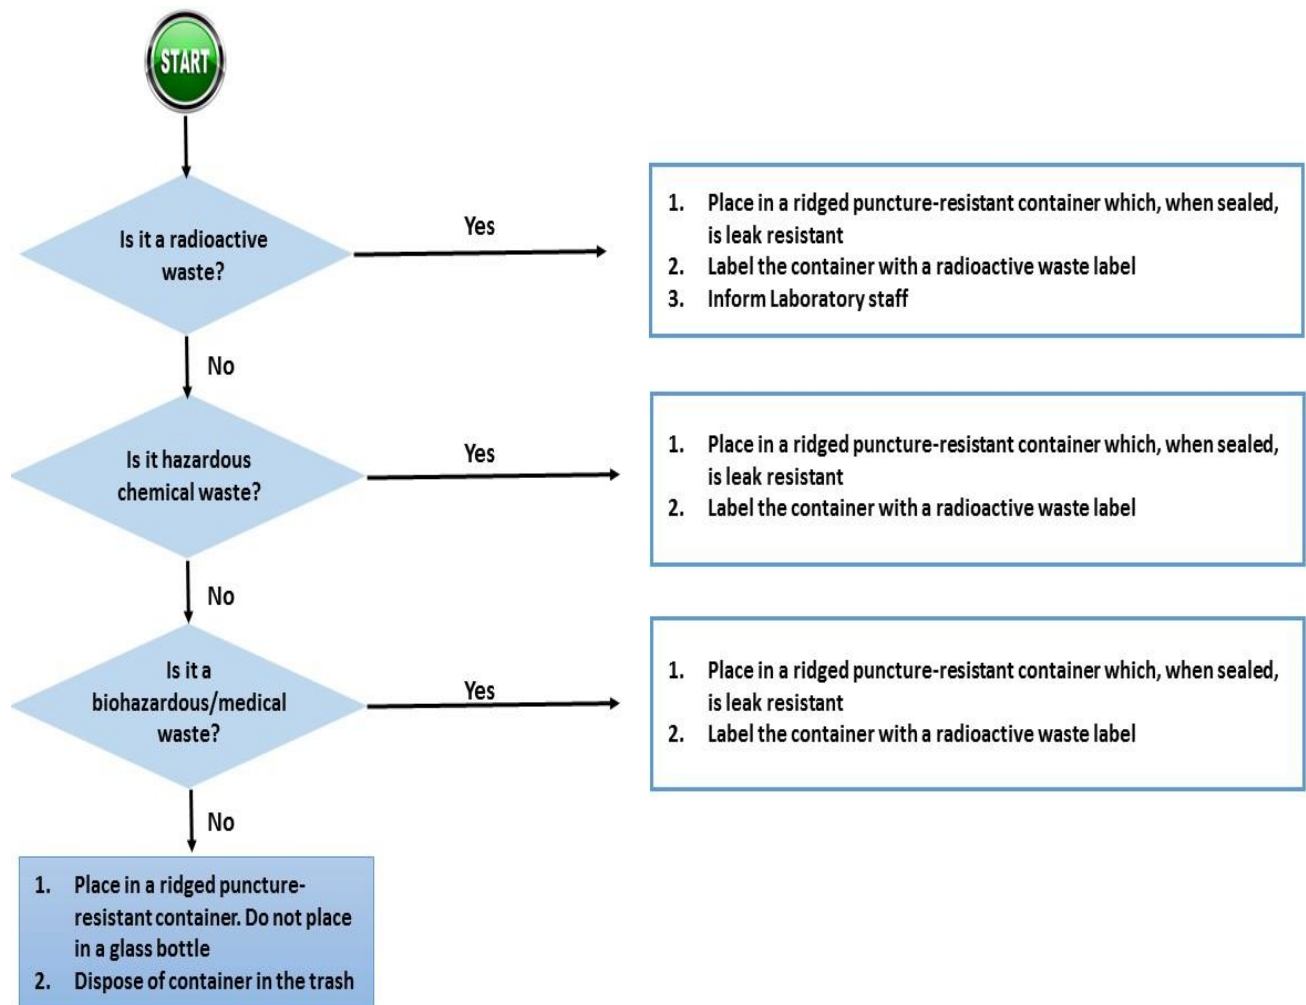 START
Is it a radioactive
waste?
Yes
1. Place in a ridged puncture-resistant container which, when sealed,
is leak resistant
2. Label the container with a radioactive waste label
3. Inform Laboratory staff
No
Is it hazardous
chemical waste?
Yes
1. Place in a ridged puncture-resistant container which, when sealed,
is leak resistant
2. Label the container with a radioactive waste label
No
Is it a
biohazardous/medical
waste?
Yes
1. Place in a ridged puncture-resistant container which, when sealed,
is leak resistant
2. Label the container with a radioactive waste label
No
1. Place in a ridged puncture-
resistant container. Do not place
in a glass bottle
2. Dispose of container in the trash